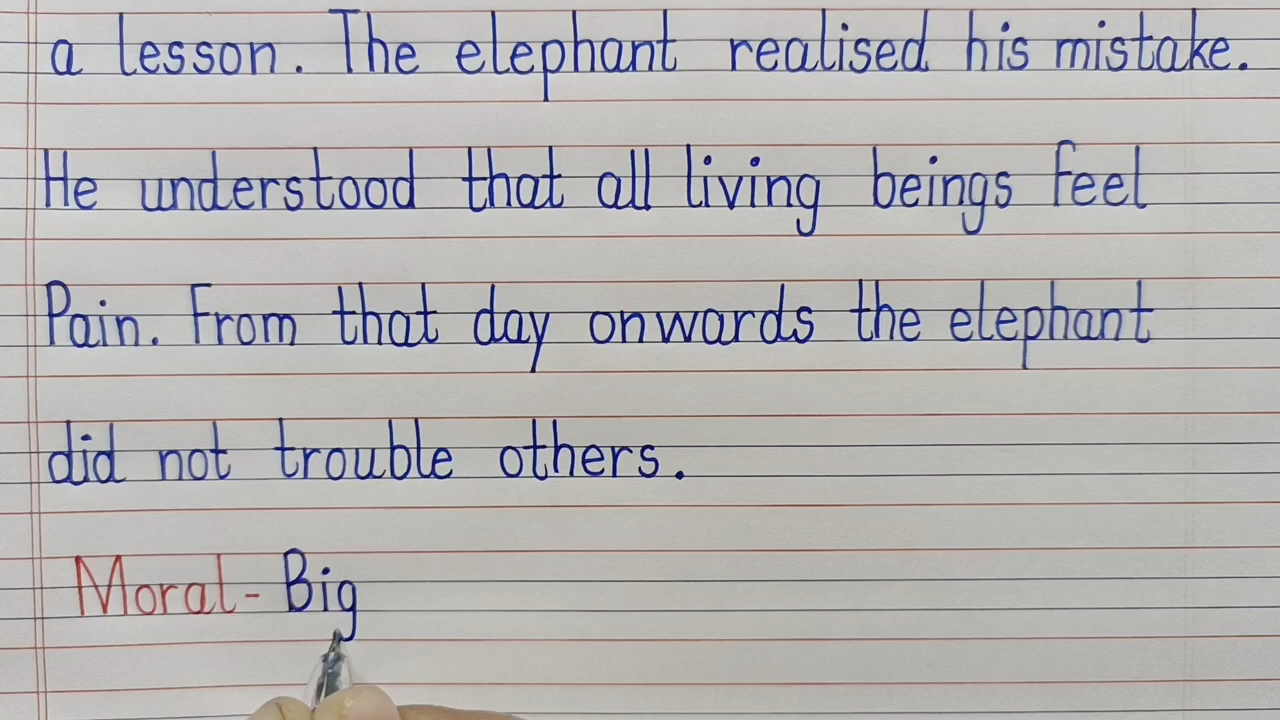 a lesson. The elephant realised his mistake.
He understood that all living beings feel
Pain. From that day onwards the elephant
did not trouble others.
Moral- Big